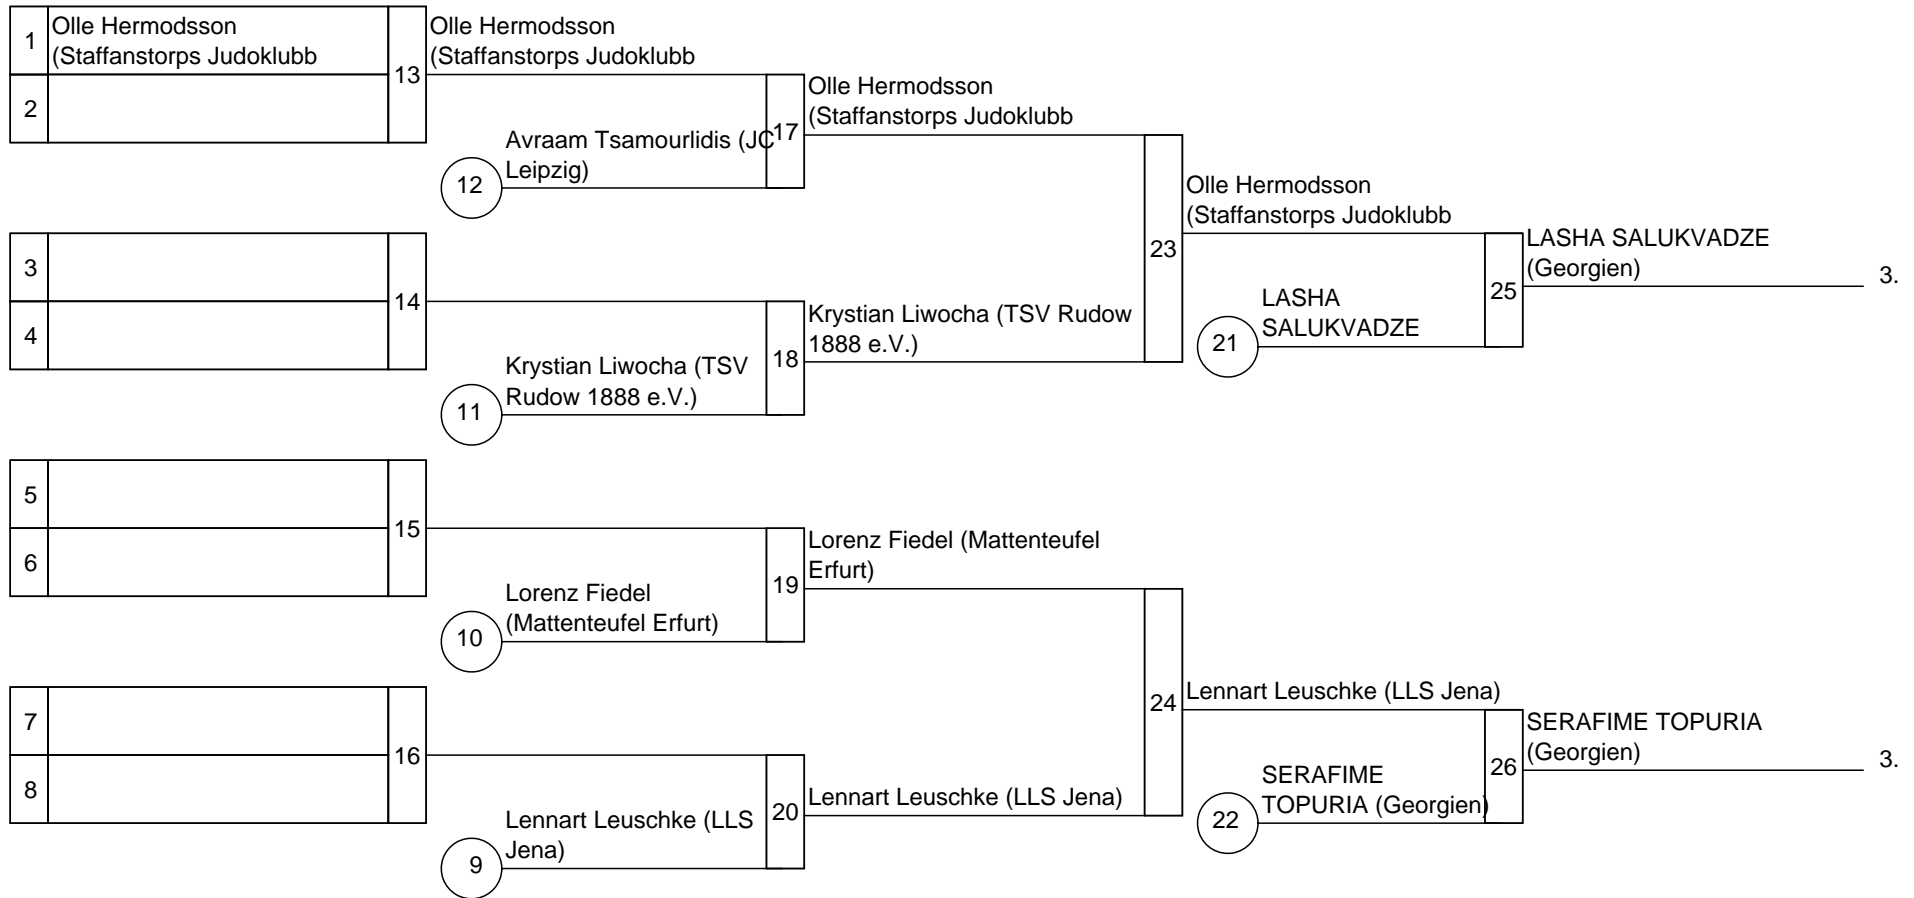 1
Olle Hermodsson
(Staffanstorps Judoklubb
2
13
Olle Hermodsson
(Staffanstorps Judoklubb
12
Avraam Tsamourlidis (JC
Leipzig)
17
Olle Hermodsson
(Staffanstorps Judoklubb
3
4
14
11
Krystian Liwocha (TSV
Rudow 1888 e.V.)
18
Krystian Liwocha (TSV Rudow
1888 e.V.)
23
Olle Hermodsson
(Staffanstorps Judoklubb
21
LASHA
SALUKVADZE
25
LASHA SALUKVADZE
(Georgien)
3.
5
6
15
10
Lorenz Fiedel
(Mattenteufel Erfurt)
19
Lorenz Fiedel (Mattenteufel
Erfurt)
7
8
16
9
Lennart Leuschke (LLS
Jena)
20
Lennart Leuschke (LLS Jena)
24
Lennart Leuschke (LLS Jena)
22
SERAFIME
TOPURIA (Georgien)
26
SERAFIME TOPURIA
(Georgien)
3.